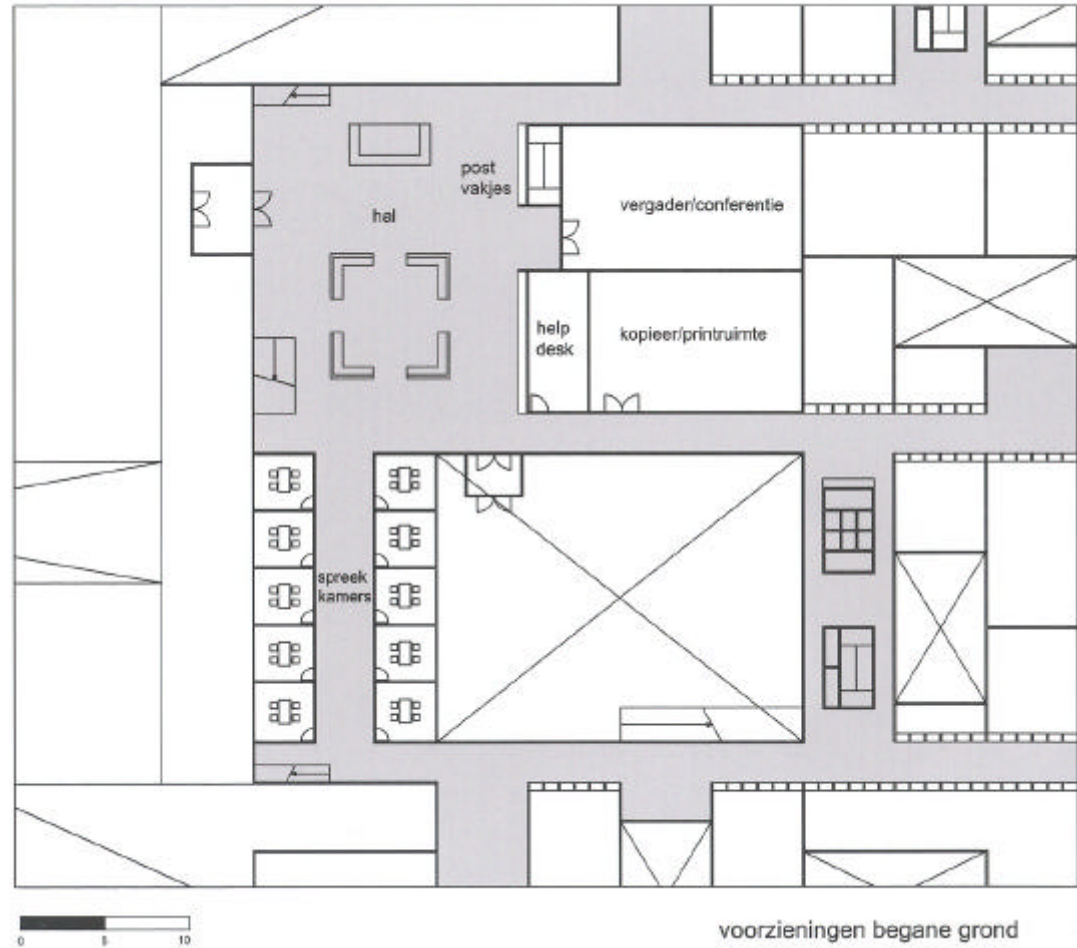 post
vakjes
vergader/conferentie
hal
help
desk
kopieer/printruimte
spreek
kamers
0 5 10
voorzieningen begane grond